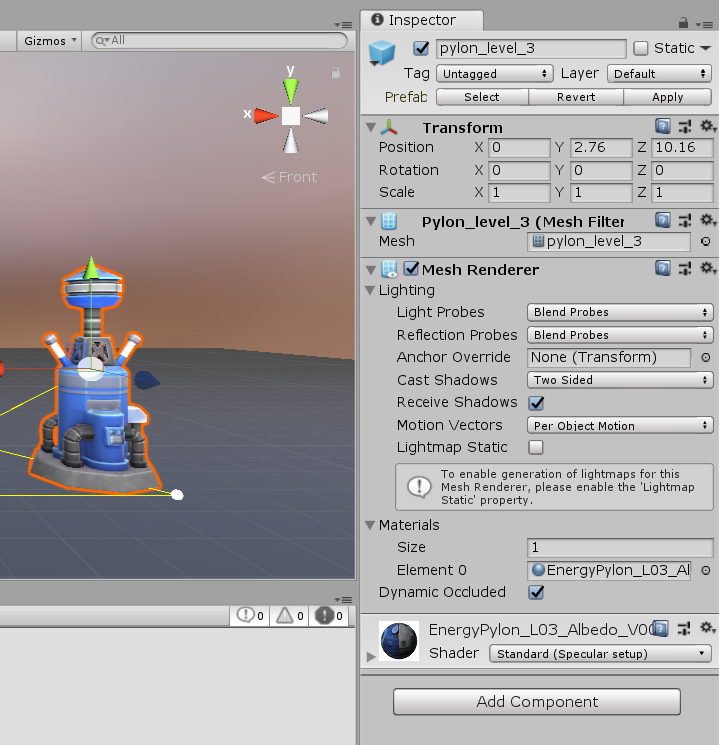 Inspector
Gizmos All
pylon_level_3 Static
Tag Untagged Layer Default
Prefab Select Revert Apply
y
x
Front
Transform
Position X 0 Y 2.76 Z 10.16
Rotation X 0 Y 0 Z 0
Scale X 1 Y 1 Z 1
Pylon_level_3 (Mesh Filter
Mesh pylon_level_3
Mesh Renderer
Lighting
Light Probes Blend Probes
Reflection Probes Blend Probes
Anchor Override None (Transform)
Cast Shadows Two Sided
Receive Shadows
Motion Vectors Per Object Motion
Lightmap Static
To enable generation of lightmaps for this
Mesh Renderer, please enable the 'Lightmap
Static' property.
Materials
Size 1
Element 0 EnergyPylon_L03_Al
Dynamic Occluded
0 0 0
EnergyPylon_L03_Albedo_V00
Shader Standard (Specular setup)
Add Component